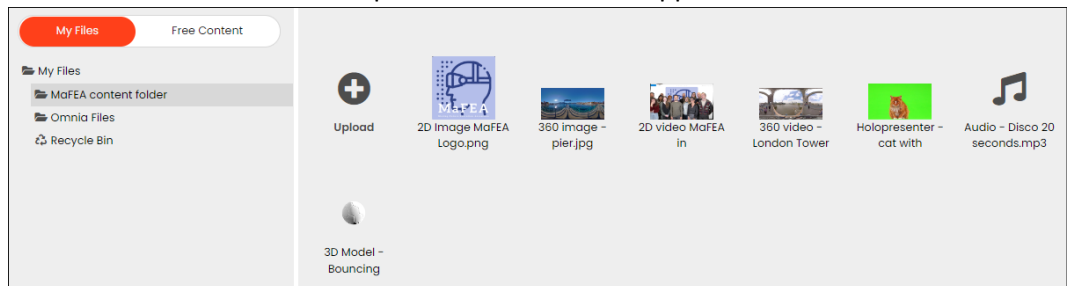 My Files
Free Content
My Files
MaFEA content folder
Omnia Files
Recycle Bin
Upload
2D Image MaFEA
Logo.png
360 image -
pier.jpg
2D video MaFEA
in
360 video -
London Tower
Holopresenter -
cat with
Audio - Disco 20
seconds.mp3
3D Model -
Bouncing
MaFEA